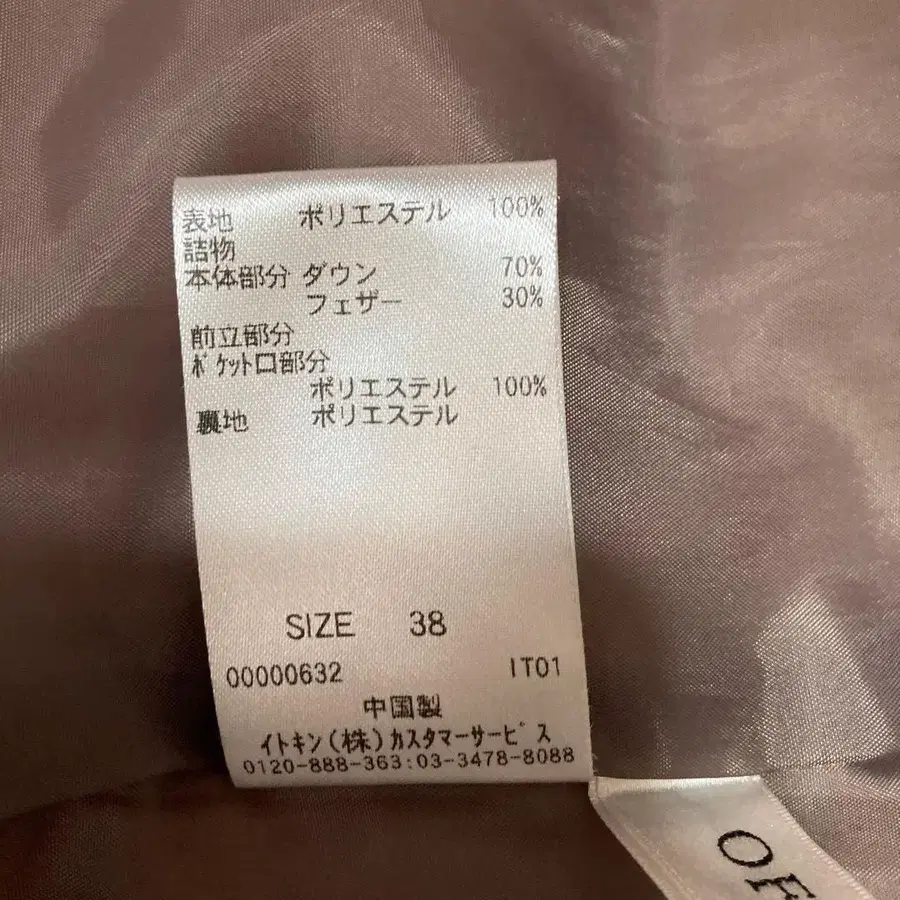 表地 ポリエステル 100%
詰物
本体部分 ダウン 70%
フェザー 30%
前立部分
ポケット口部分
ポリエステル 100%
裏地 ポリエステル
SIZE 38
00000632 IT01
中国製
イトキン(株)カスタマーサービス
0120-888-363:03-3478-8088